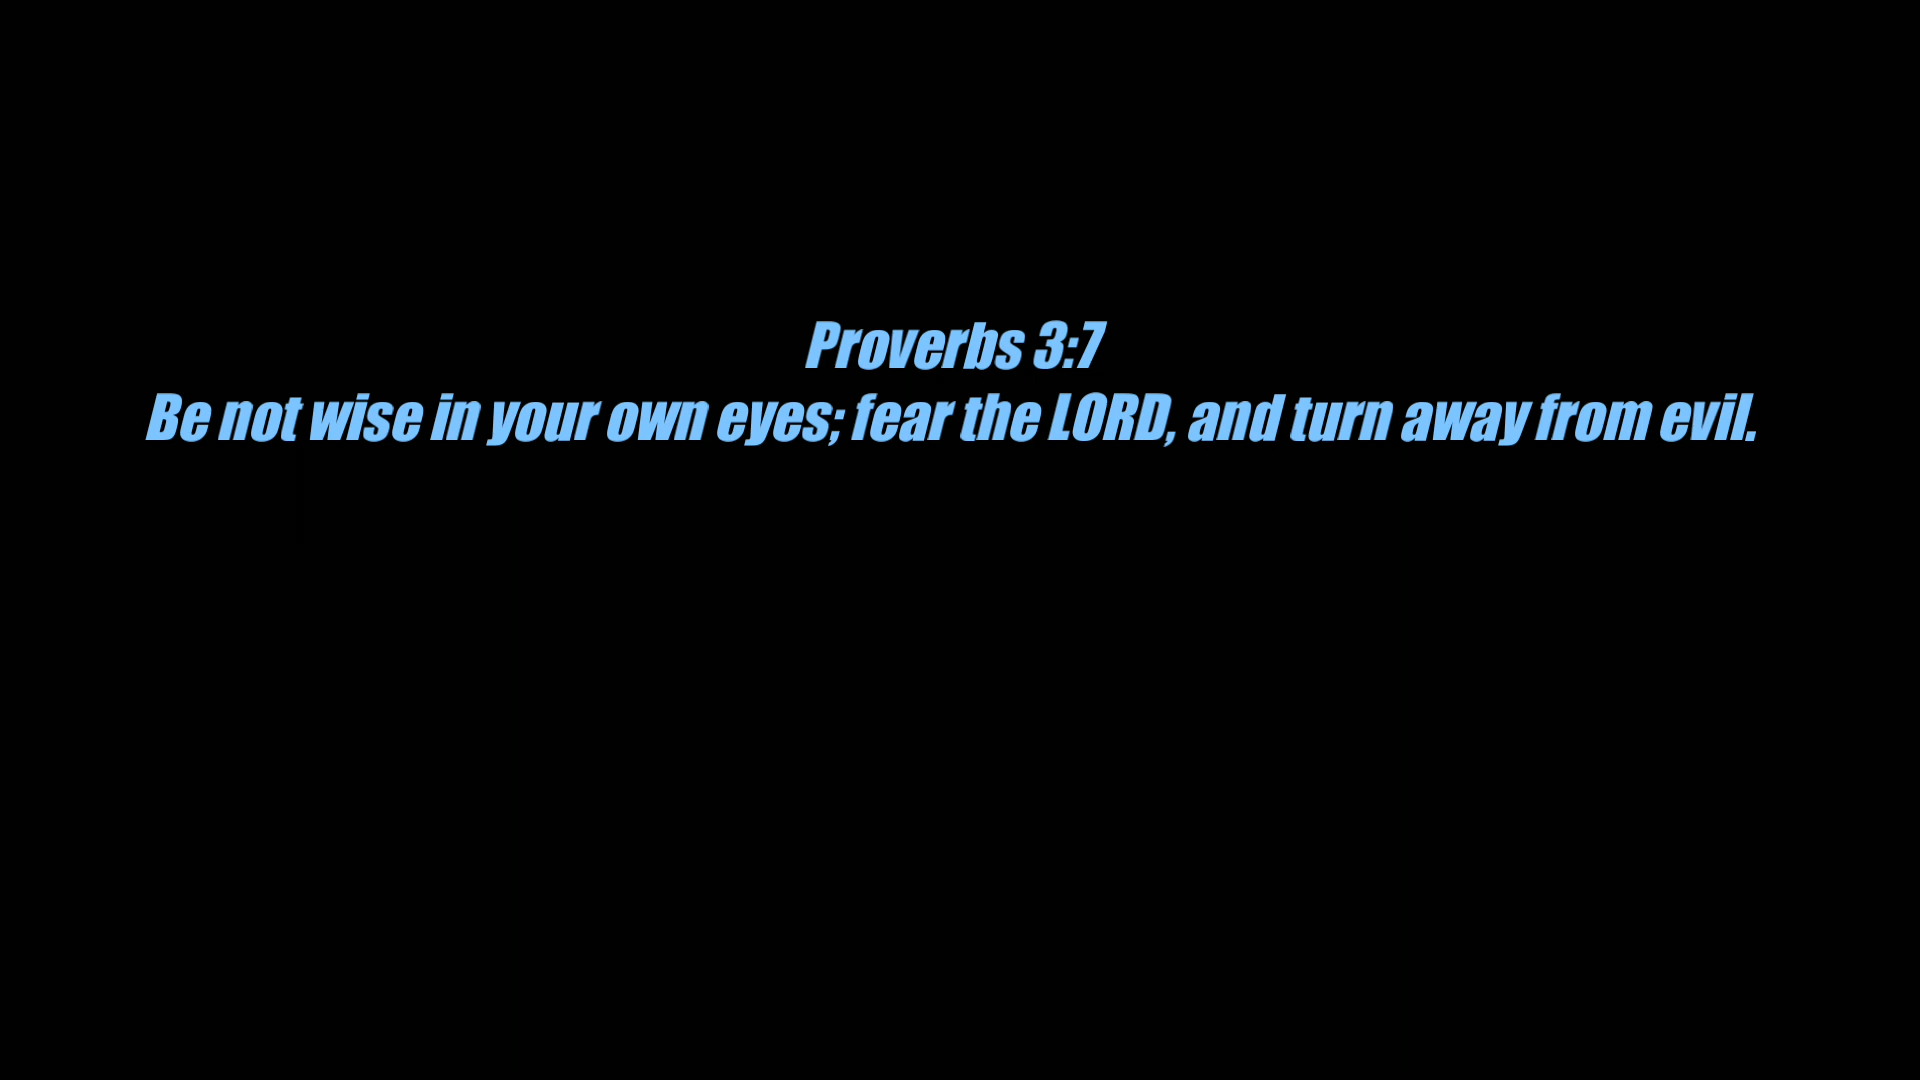 Proverbs 3:7
Be not wise in your own eyes; fear the LORD, and turn away from evil.